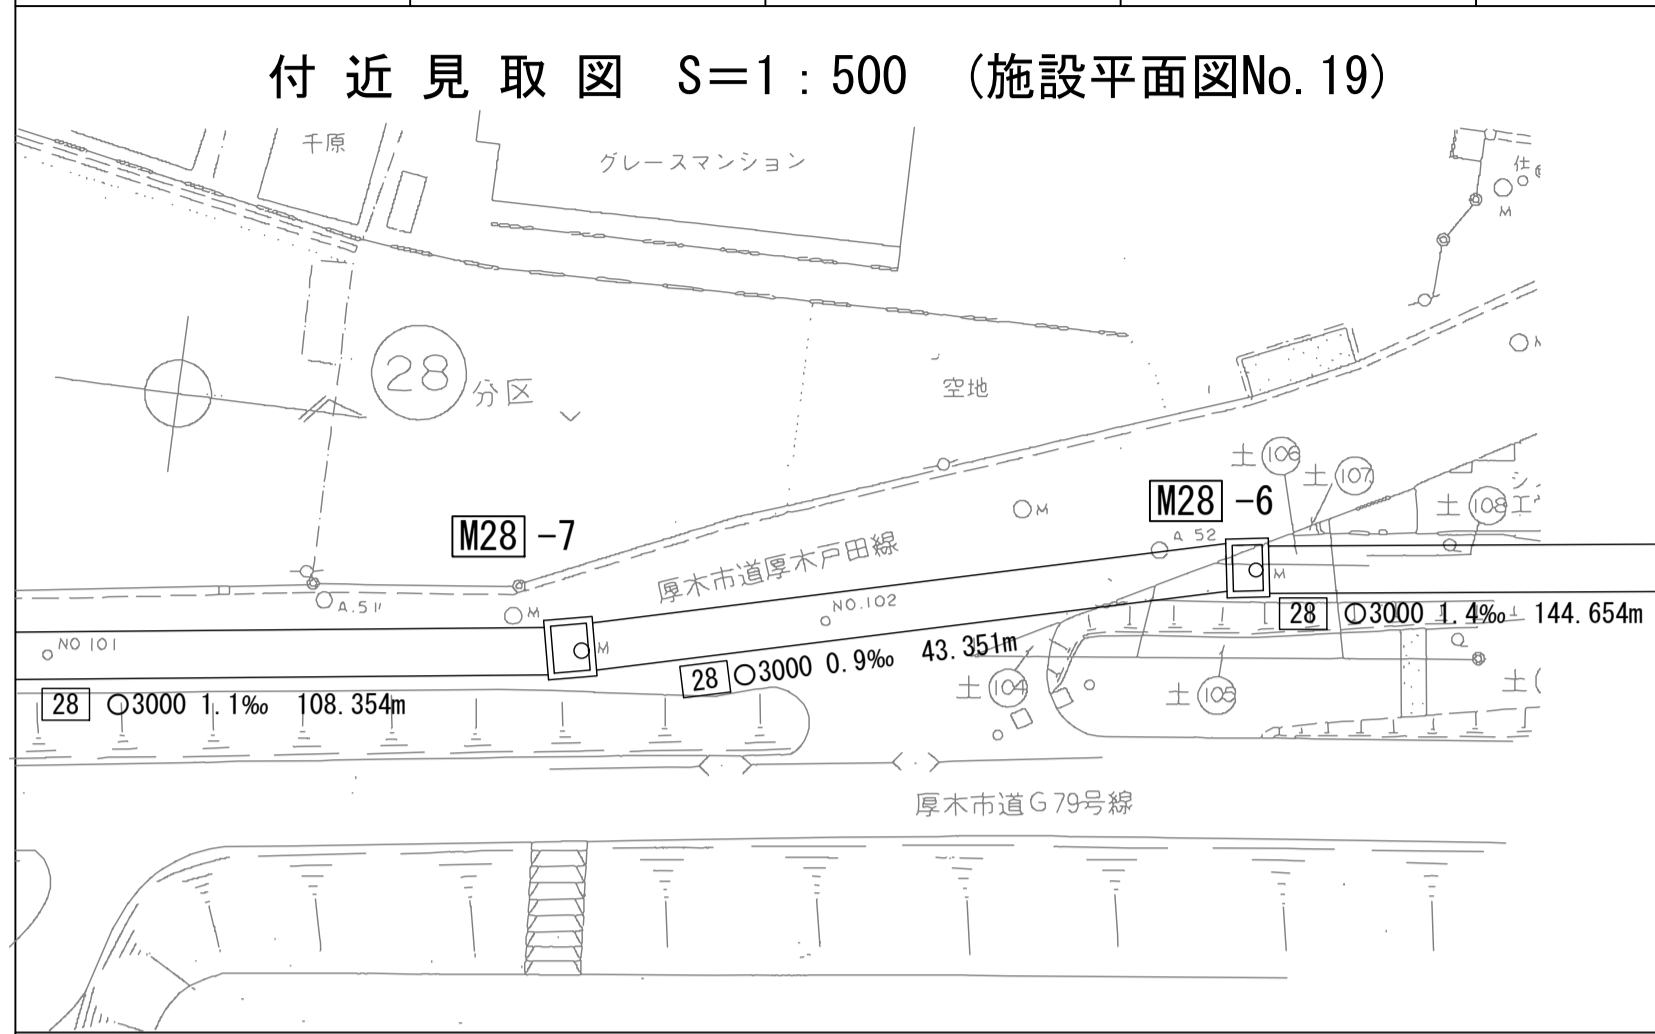 付近見取図 S＝1：500 （施設平面図No.19）
千原
グレースマンション
仕
M
28 分区
空地
土 106
土 107
土 108
M28 -6
M28 -7
M
A 52
厚木市道厚木戸田線
A.51
M
NO.102
M
28 ○3000 1.4‰ 144.654m
NO 101
M
28 ○3000 0.9‰ 43.351m
土 104
土 105
土
28 ○3000 1.1‰ 108.354m
厚木市道G79号線